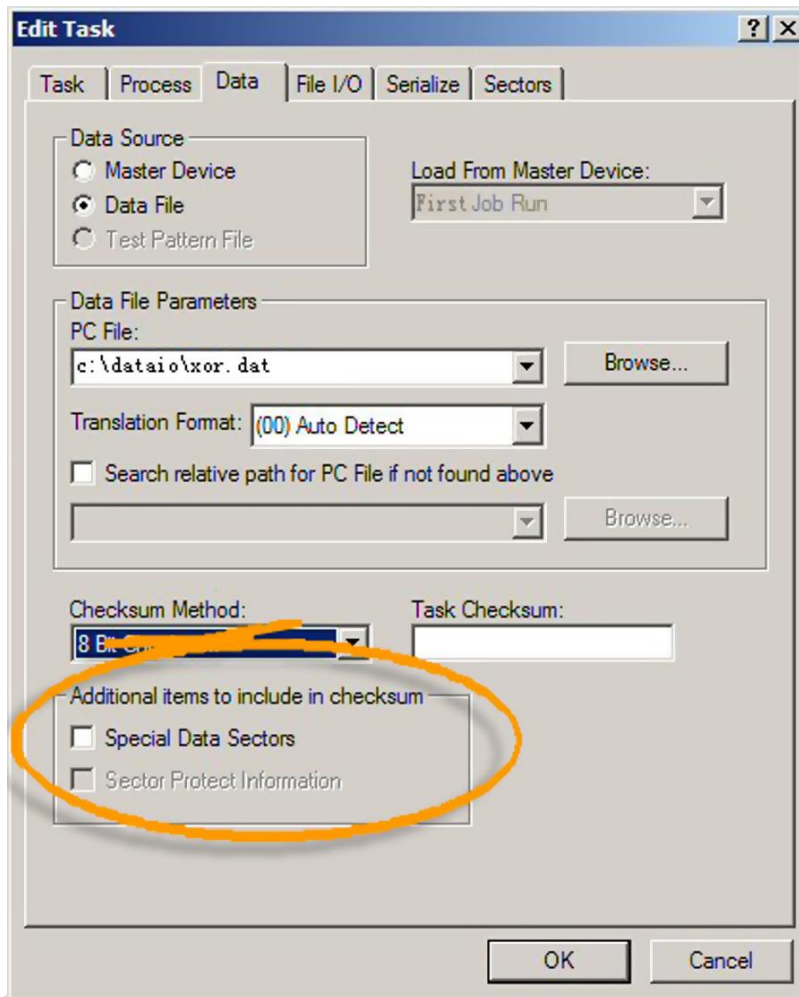 Edit Task
Task Process Data File I/O Serialize Sectors
Data Source
Master Device
Data File
Test Pattern File
Load From Master Device:
First Job Run
Data File Parameters
PC File:
c:\dataio\xor.dat
Browse...
Translation Format: (00) Auto Detect
Search relative path for PC File if not found above
Browse...
Checksum Method:
8 Bit
Task Checksum:
Additional items to include in checksum
Special Data Sectors
Sector Protect Information
OK Cancel